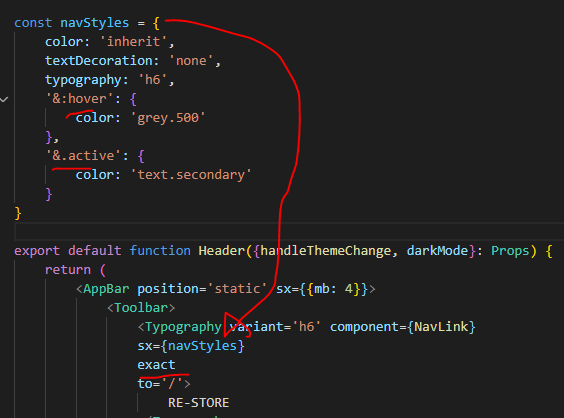 const navStyles = {
color: 'inherit',
textDecoration: 'none',
typography: 'h6',
'&:hover': {
color: 'grey.500'
},
'&.active': {
color: 'text.secondary'
}
}
export default function Header({handleThemeChange, darkMode}: Props) {
return (
<AppBar position='static' sx={{mb: 4}}>
<Toolbar>
<Typography variant='h6' component={NavLink}
sx={navStyles}
exact
to='/'>
RE-STORE